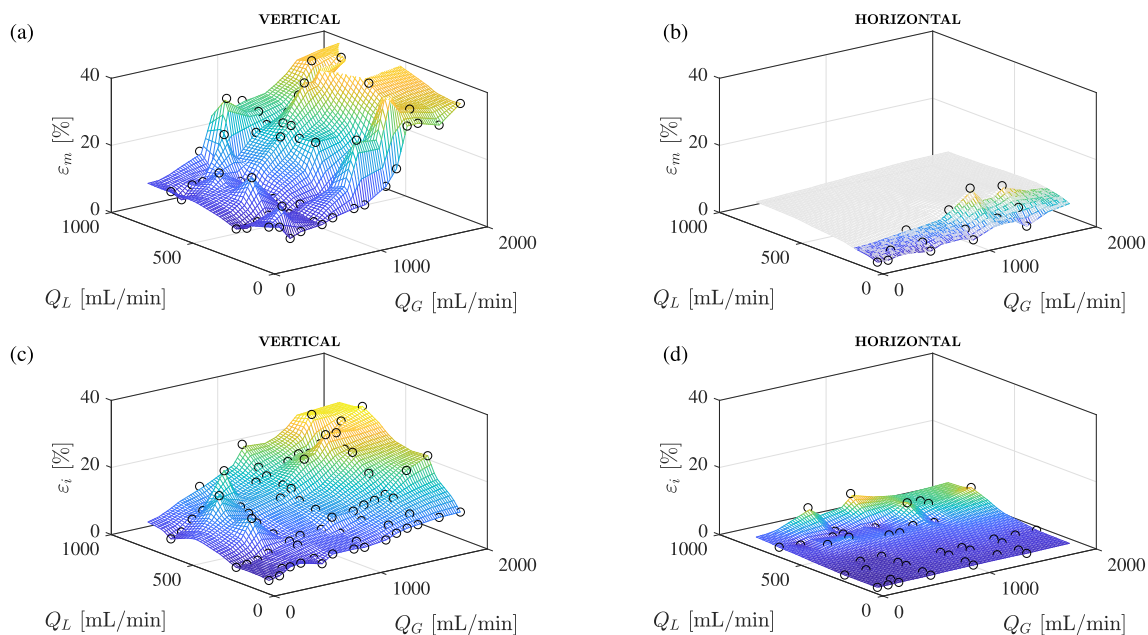 (a)
VERTICAL
40
20
0
ε_m [%]
1000
500
0
Q_L [mL/min]
0
1000
2000
Q_G [mL/min]
(b)
HORIZONTAL
40
20
0
ε_m [%]
1000
500
0
Q_L [mL/min]
0
1000
2000
Q_G [mL/min]
(c)
VERTICAL
40
20
0
ε_i [%]
1000
500
0
Q_L [mL/min]
0
1000
2000
Q_G [mL/min]
(d)
HORIZONTAL
40
20
0
ε_i [%]
1000
500
0
Q_L [mL/min]
0
1000
2000
Q_G [mL/min]